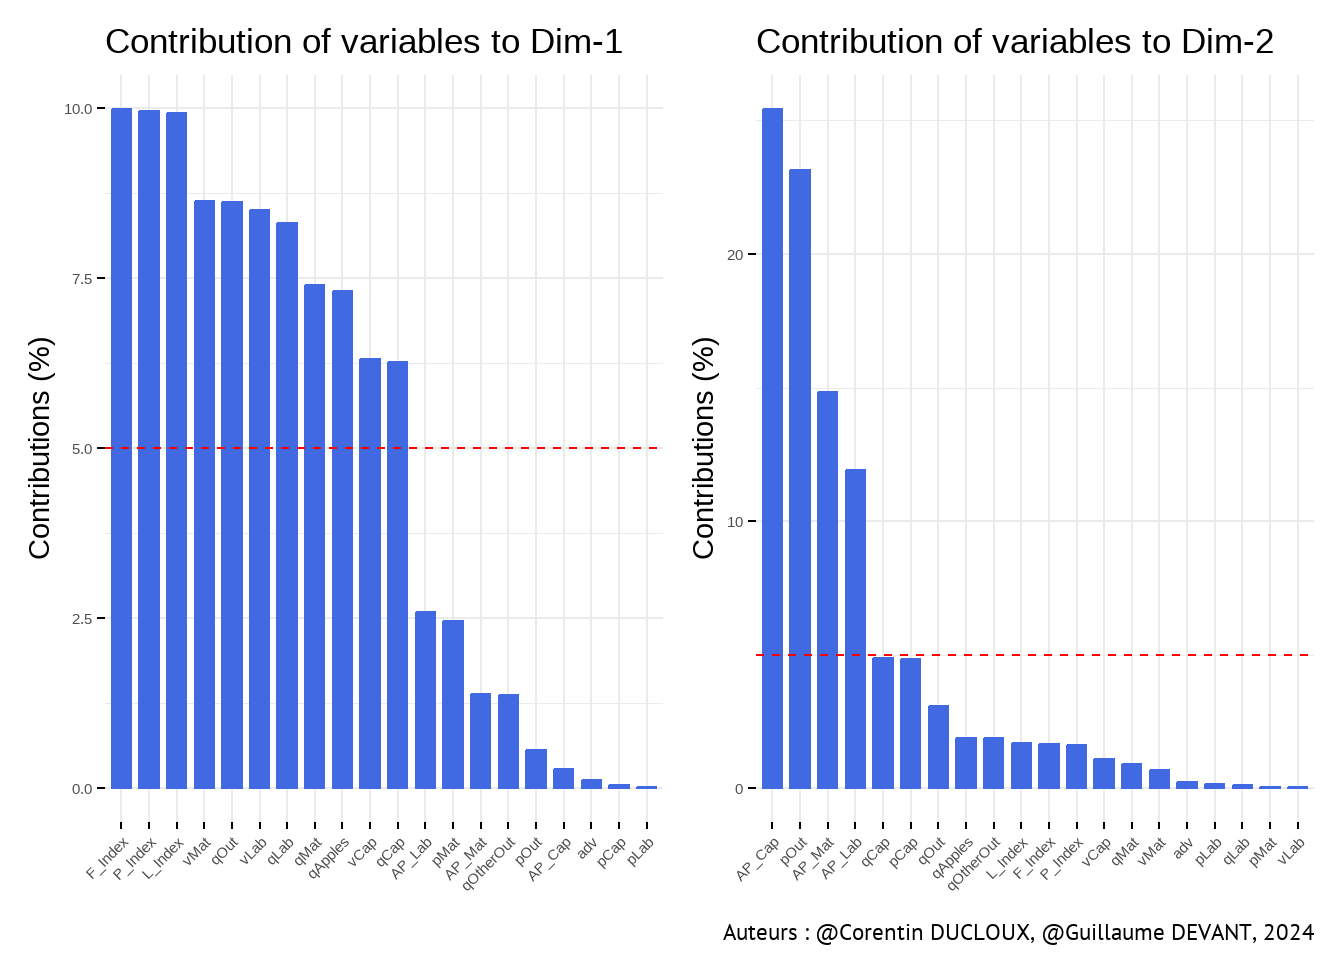 Contribution of variables to Dim-1
Contributions (%)
10.0
7.5
5.0
2.5
0.0
F_Index
P_Index
L_Index
vMat
qOut
vLab
qLab
qMat
qApples
vCap
qCap
AP_Lab
pMat
AP_Mat
qOtherOut
pOut
AP_Cap
adv
pCap
pLab
Contribution of variables to Dim-2
Contributions (%)
20
10
0
AP_Cap
pOut
AP_Mat
AP_Lab
qCap
pCap
qOut
qApples
qOtherOut
L_Index
F_Index
P_Index
vCap
qMat
vMat
adv
pLab
qLab
pMat
vLab
Auteurs : @Corentin DUCLOUX, @Guillaume DEVANT, 2024